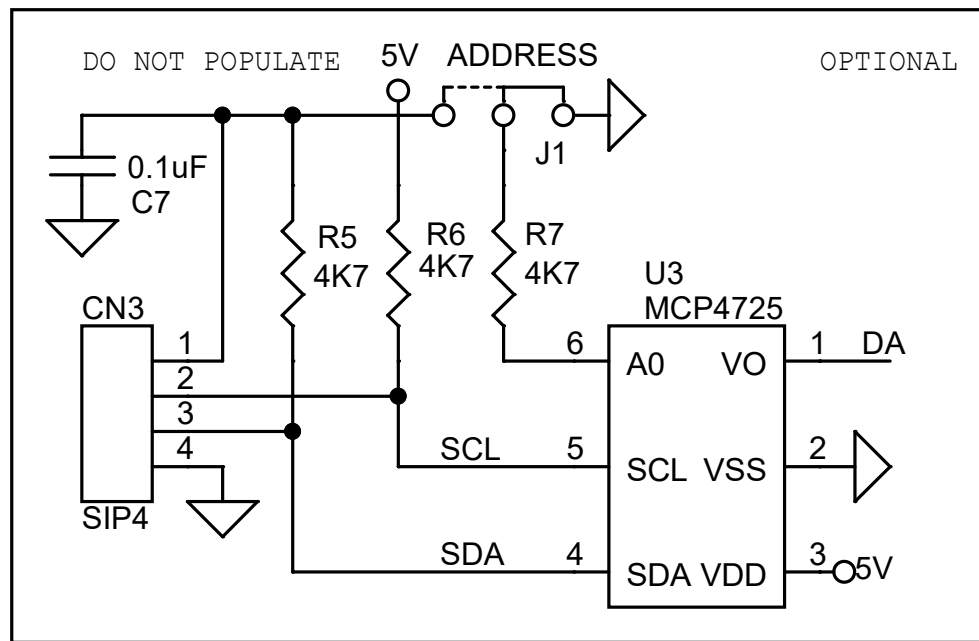 DO NOT POPULATE
5V
ADDRESS
OPTIONAL
0.1uF
C7
J1
R5
4K7
R6
4K7
R7
4K7
U3
MCP4725
CN3
1
2
3
4
SIP4
6
A0
VO
1
DA
SCL
5
SCL
VSS
2
SDA
4
SDA
VDD
3
5V